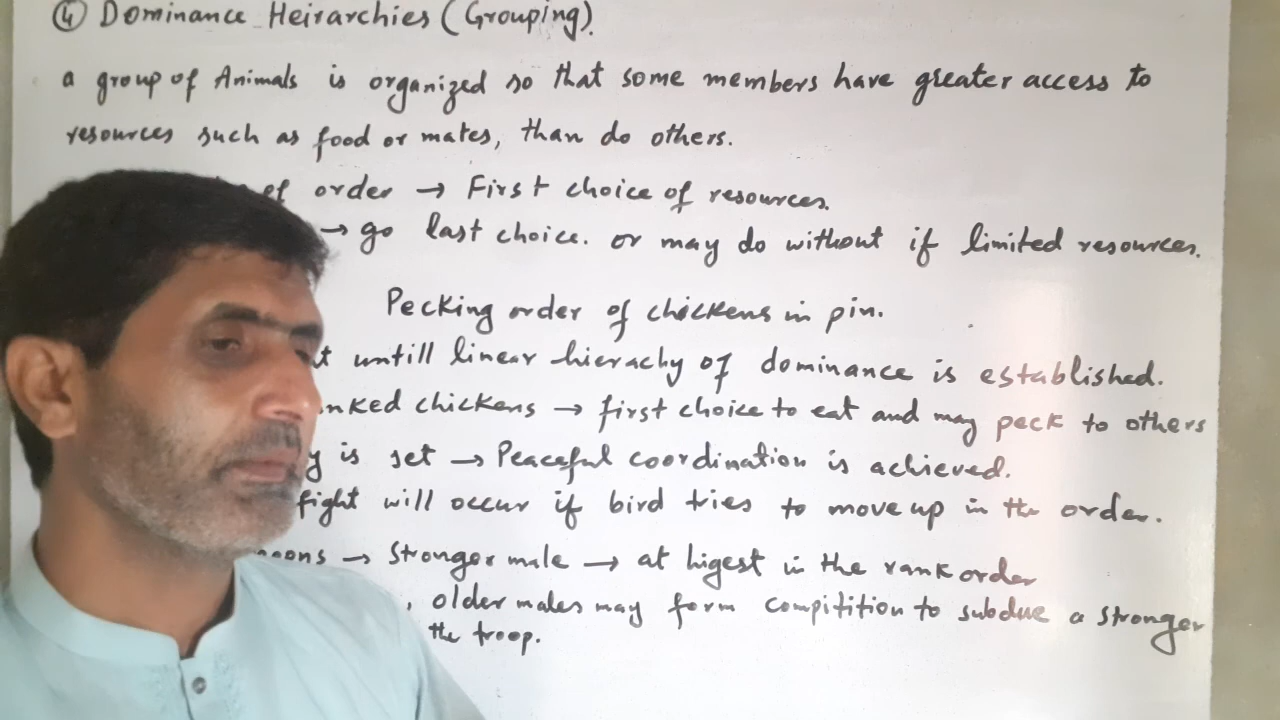 ④ Dominance Heirarchies (Grouping).
a group of Animals is organized so that some members have greater access to
resources such as food or mates, than do others.
of order → First choice of resources.
→ go last choice. or may do without if limited resources.
Pecking order of chickens in pin.
untill linear hierachy of dominance is established.
chickens → first choice to eat and may peck to others
is set → Peaceful coordination is achieved.
fight will occur if bird tries to move up in the order.
→ Stronger male → at higest in the rank order
, older males may form compitition to subdue a stronger
the troop.